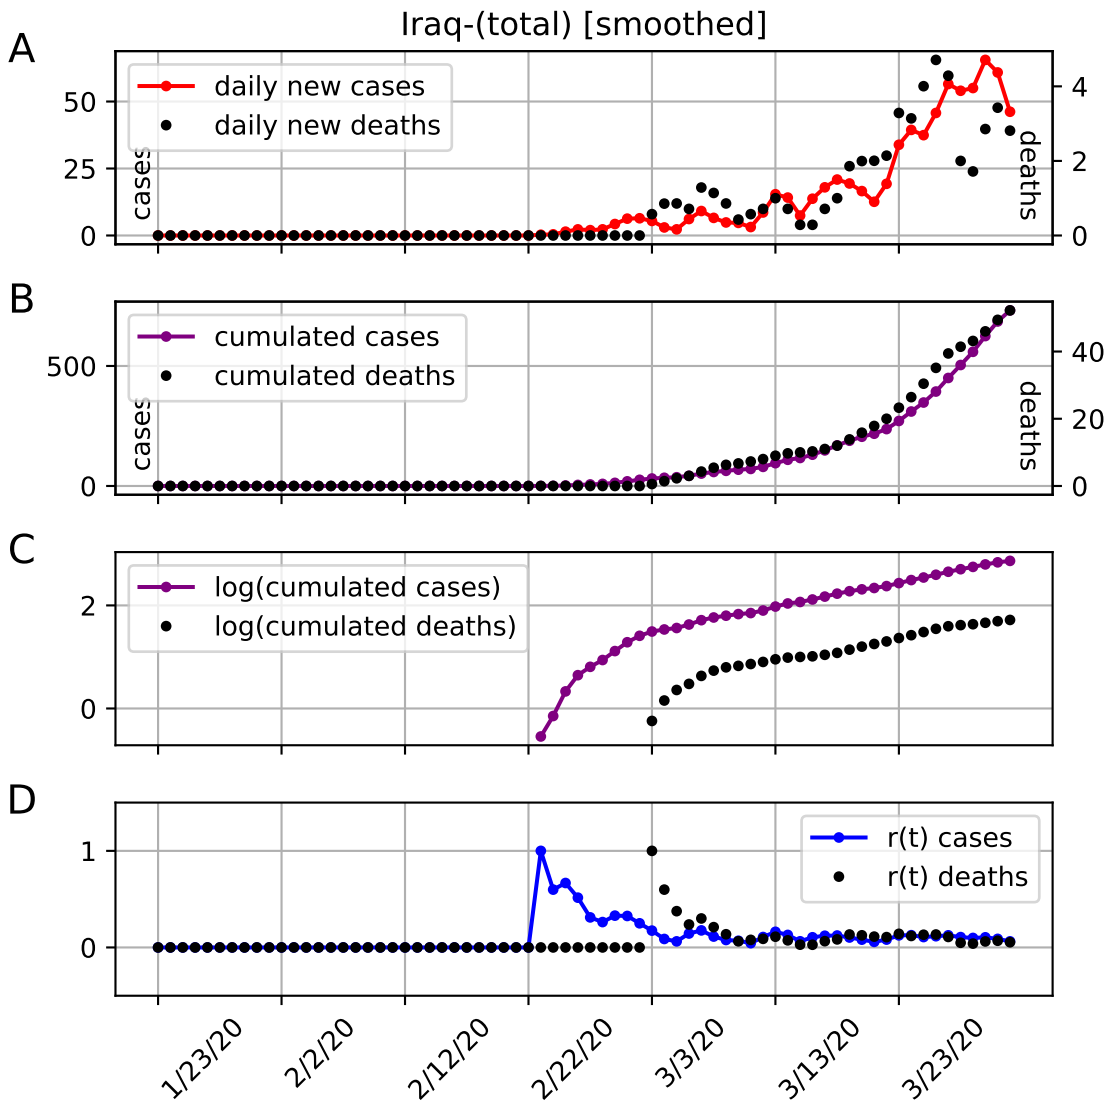 Iraq-(total) [smoothed]
A
daily new cases
daily new deaths
50
25
0
cases
4
2
0
deaths
B
cumulated cases
cumulated deaths
500
0
cases
40
20
0
deaths
C
log(cumulated cases)
log(cumulated deaths)
2
0
D
r(t) cases
r(t) deaths
1
0
1/23/20
2/2/20
2/12/20
2/22/20
3/3/20
3/13/20
3/23/20